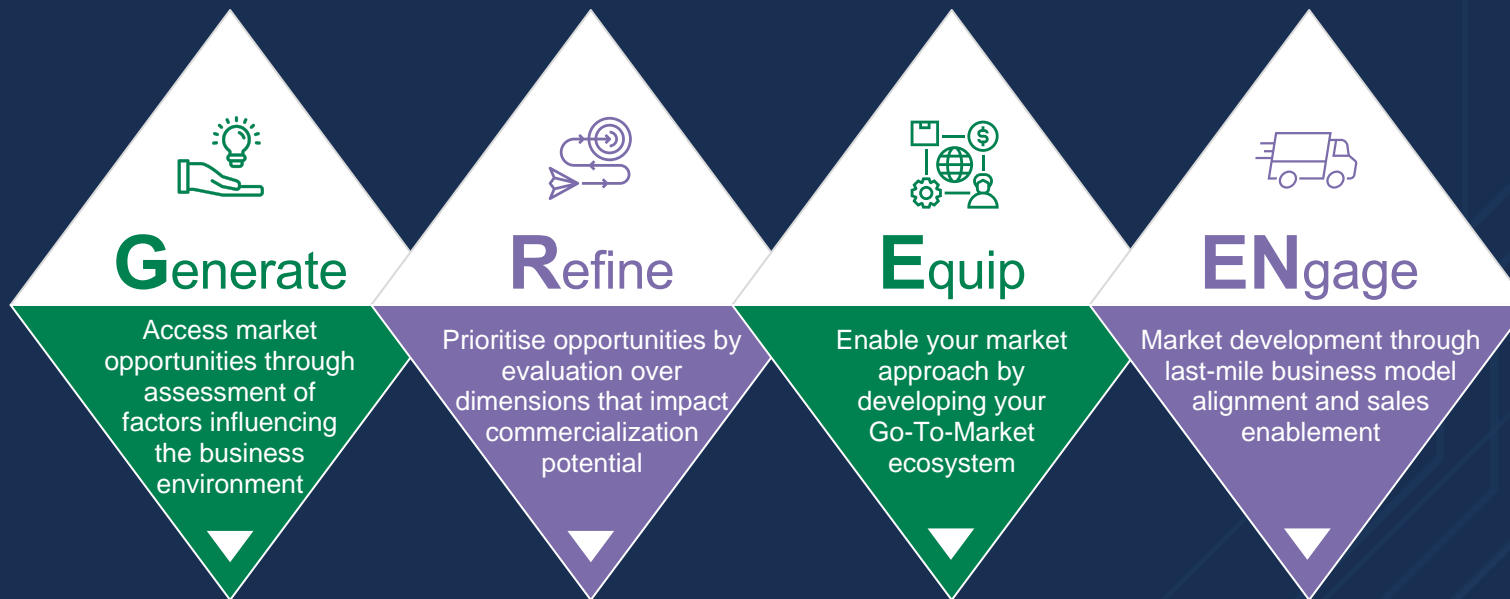 Generate
Access market
opportunities through
assessment of
factors influencing
the business
environment
Refine
Prioritise opportunities by
evaluation over
dimensions that impact
commercialization
potential
$
Equip
Enable your market
approach by
developing your
Go-To-Market
ecosystem
ENgage
Market development through
last-mile business model
alignment and sales
enablement